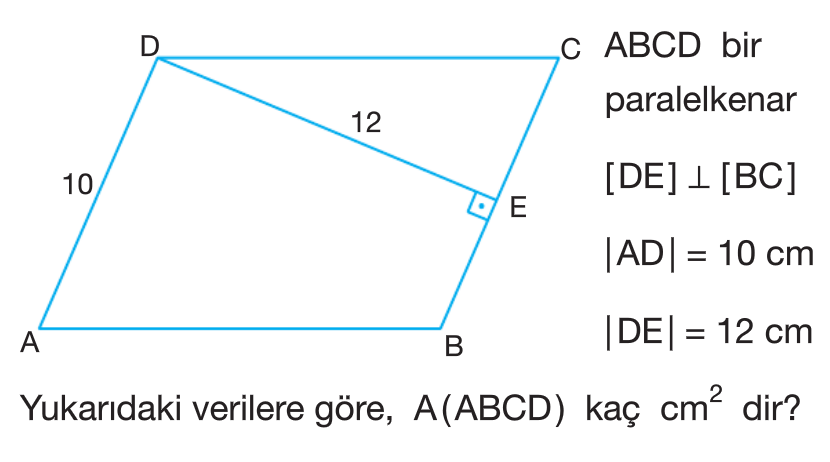 D
C
ABCD bir
paralelkenar
12
10
[DE] ⊥ [BC]
E
|AD| = 10 cm
|DE| = 12 cm
A
B
Yukarıdaki verilere göre, A(ABCD) kaç cm² dir?